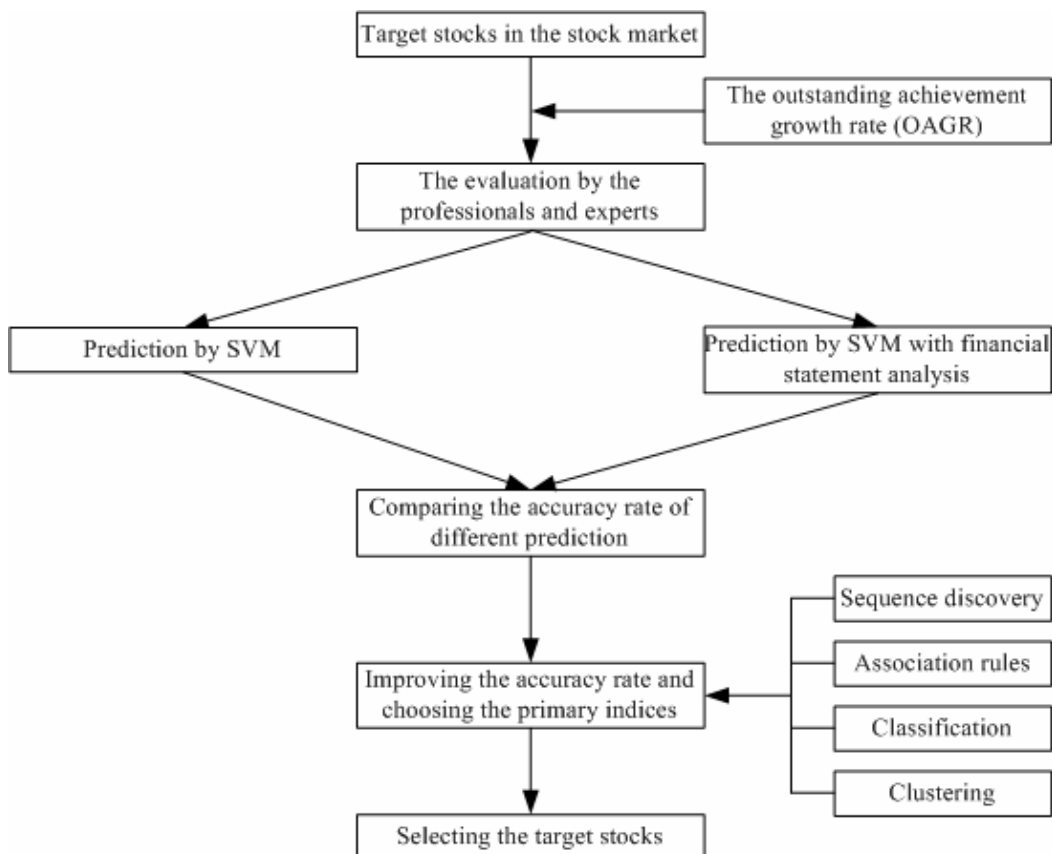 Target stocks in the stock market
The outstanding achievement
growth rate (OAGR)
The evaluation by the
professionals and experts
Prediction by SVM
Prediction by SVM with financial
statement analysis
Comparing the accuracy rate of
different prediction
Sequence discovery
Association rules
Improving the accuracy rate and
choosing the primary indices
Classification
Clustering
Selecting the target stocks